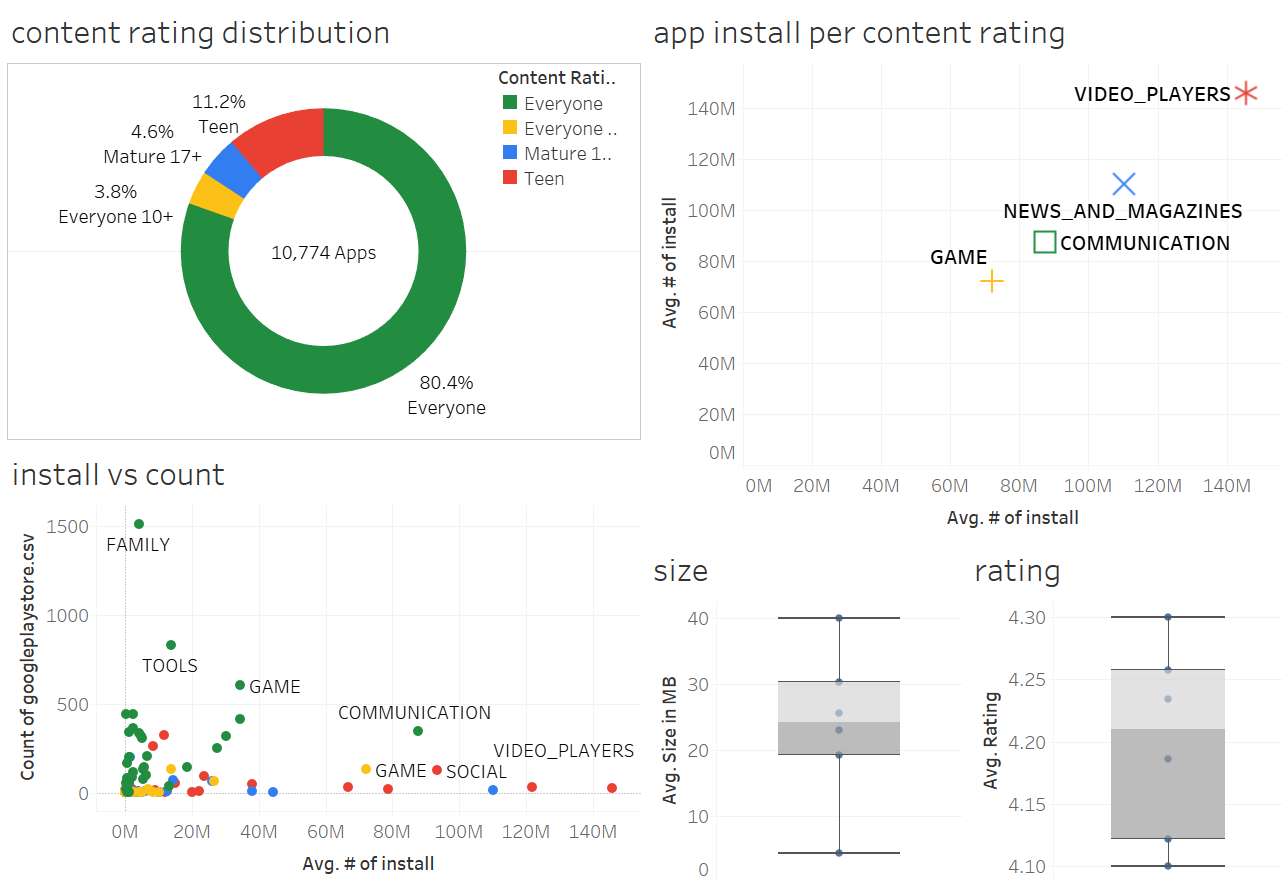 content rating distribution
11.2%
Teen
4.6%
Mature 17+
3.8%
Everyone 10+
10,774 Apps
80.4%
Everyone
Content Rati..
Everyone
Everyone ..
Mature 1..
Teen
app install per content rating
Avg. # of install
140M
120M
100M
80M
60M
40M
20M
0M
VIDEO_PLAYERS
NEWS_AND_MAGAZINES
COMMUNICATION
GAME
0M 20M 40M 60M 80M 100M 120M 140M
Avg. # of install
install vs count
Count of googleplaystore.csv
1500
1000
500
0
FAMILY
TOOLS
GAME
COMMUNICATION
VIDEO_PLAYERS
GAME
SOCIAL
0M 20M 40M 60M 80M 100M 120M 140M
Avg. # of install
size
Avg. Size in MB
40
30
20
10
0
rating
Avg. Rating
4.30
4.25
4.20
4.15
4.10